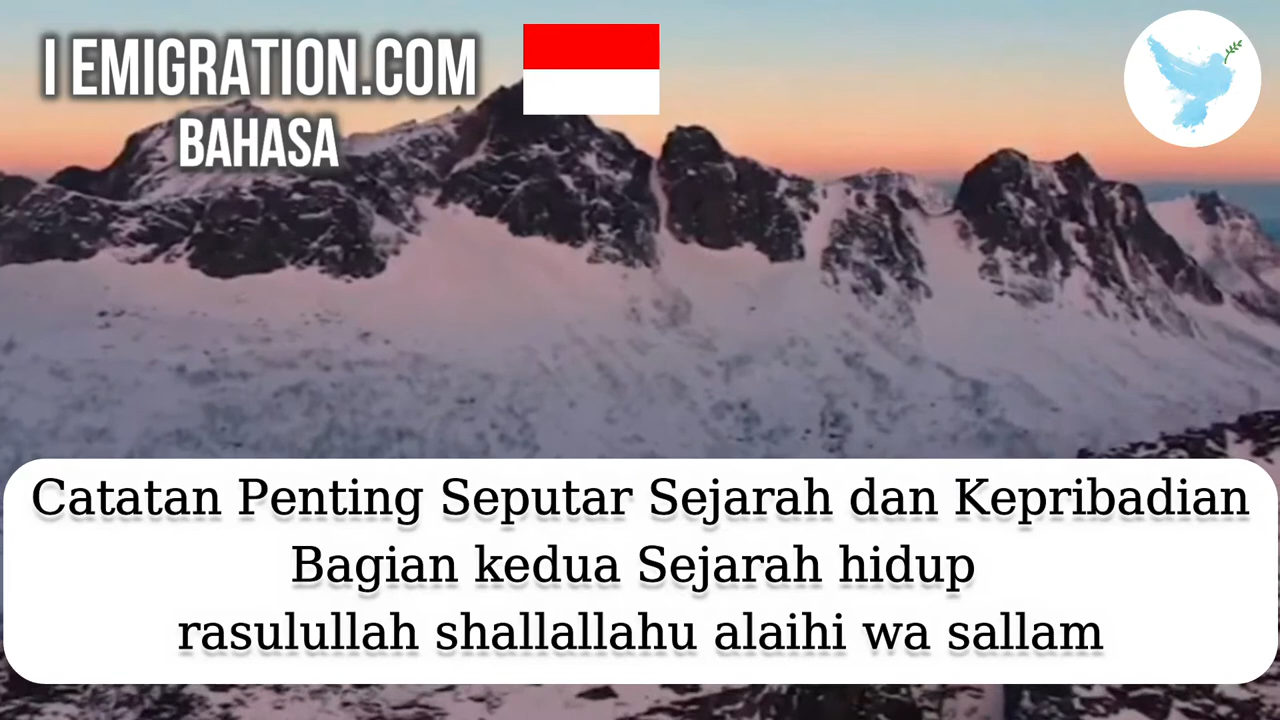 I EMIGRATION.COM
BAHASA
Catatan Penting Seputar Sejarah dan Kepribadian
Bagian kedua Sejarah hidup
rasulullah shallallahu alaihi wa sallam